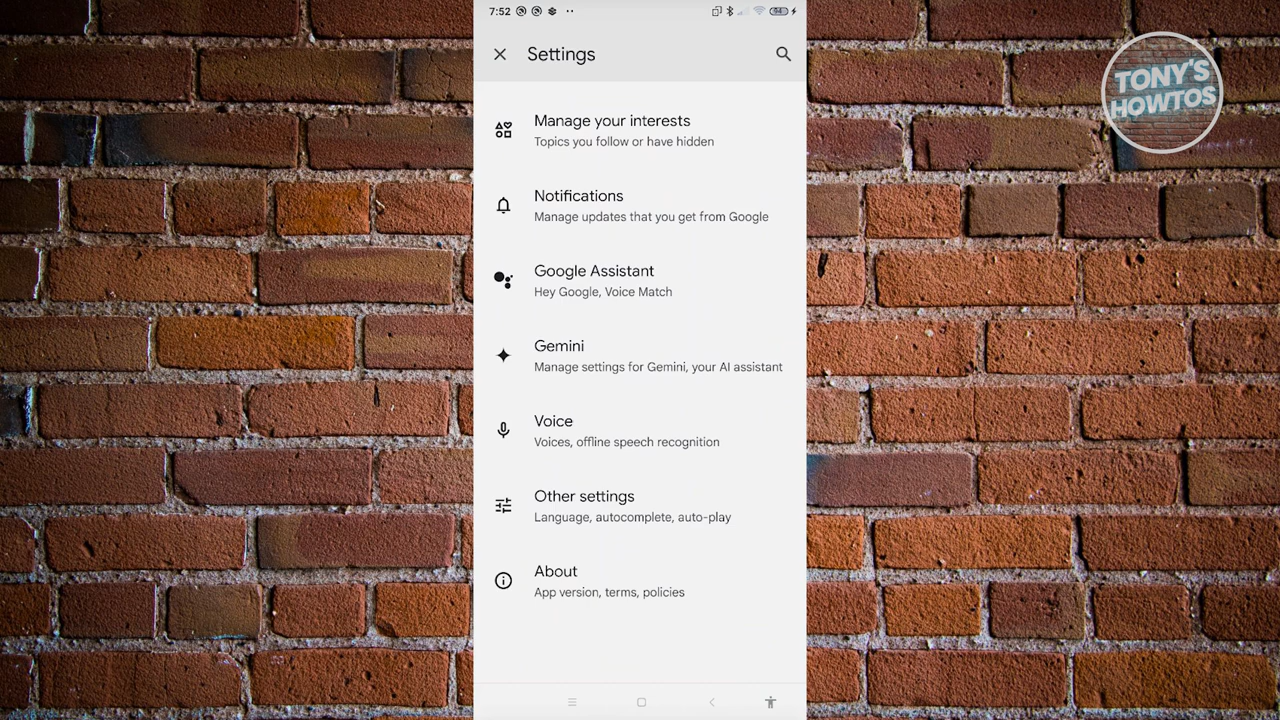 7:52
94
Settings
TONY'S
HOWTOS
Manage your interests
Topics you follow or have hidden
Notifications
Manage updates that you get from Google
Google Assistant
Hey Google, Voice Match
Gemini
Manage settings for Gemini, your AI assistant
Voice
Voices, offline speech recognition
Other settings
Language, autocomplete, auto-play
About
App version, terms, policies